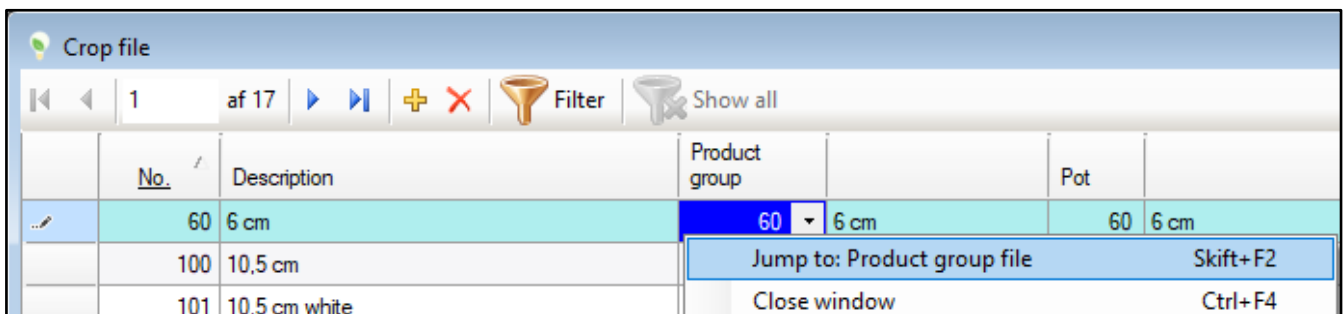 Crop file
1 af 17 Filter Show all
No. Description Product group Pot
60 6 cm 60 6 cm 60 6 cm
100 10,5 cm
Jump to: Product group file Skift+F2
101 10,5 cm white
Close window Ctrl+F4